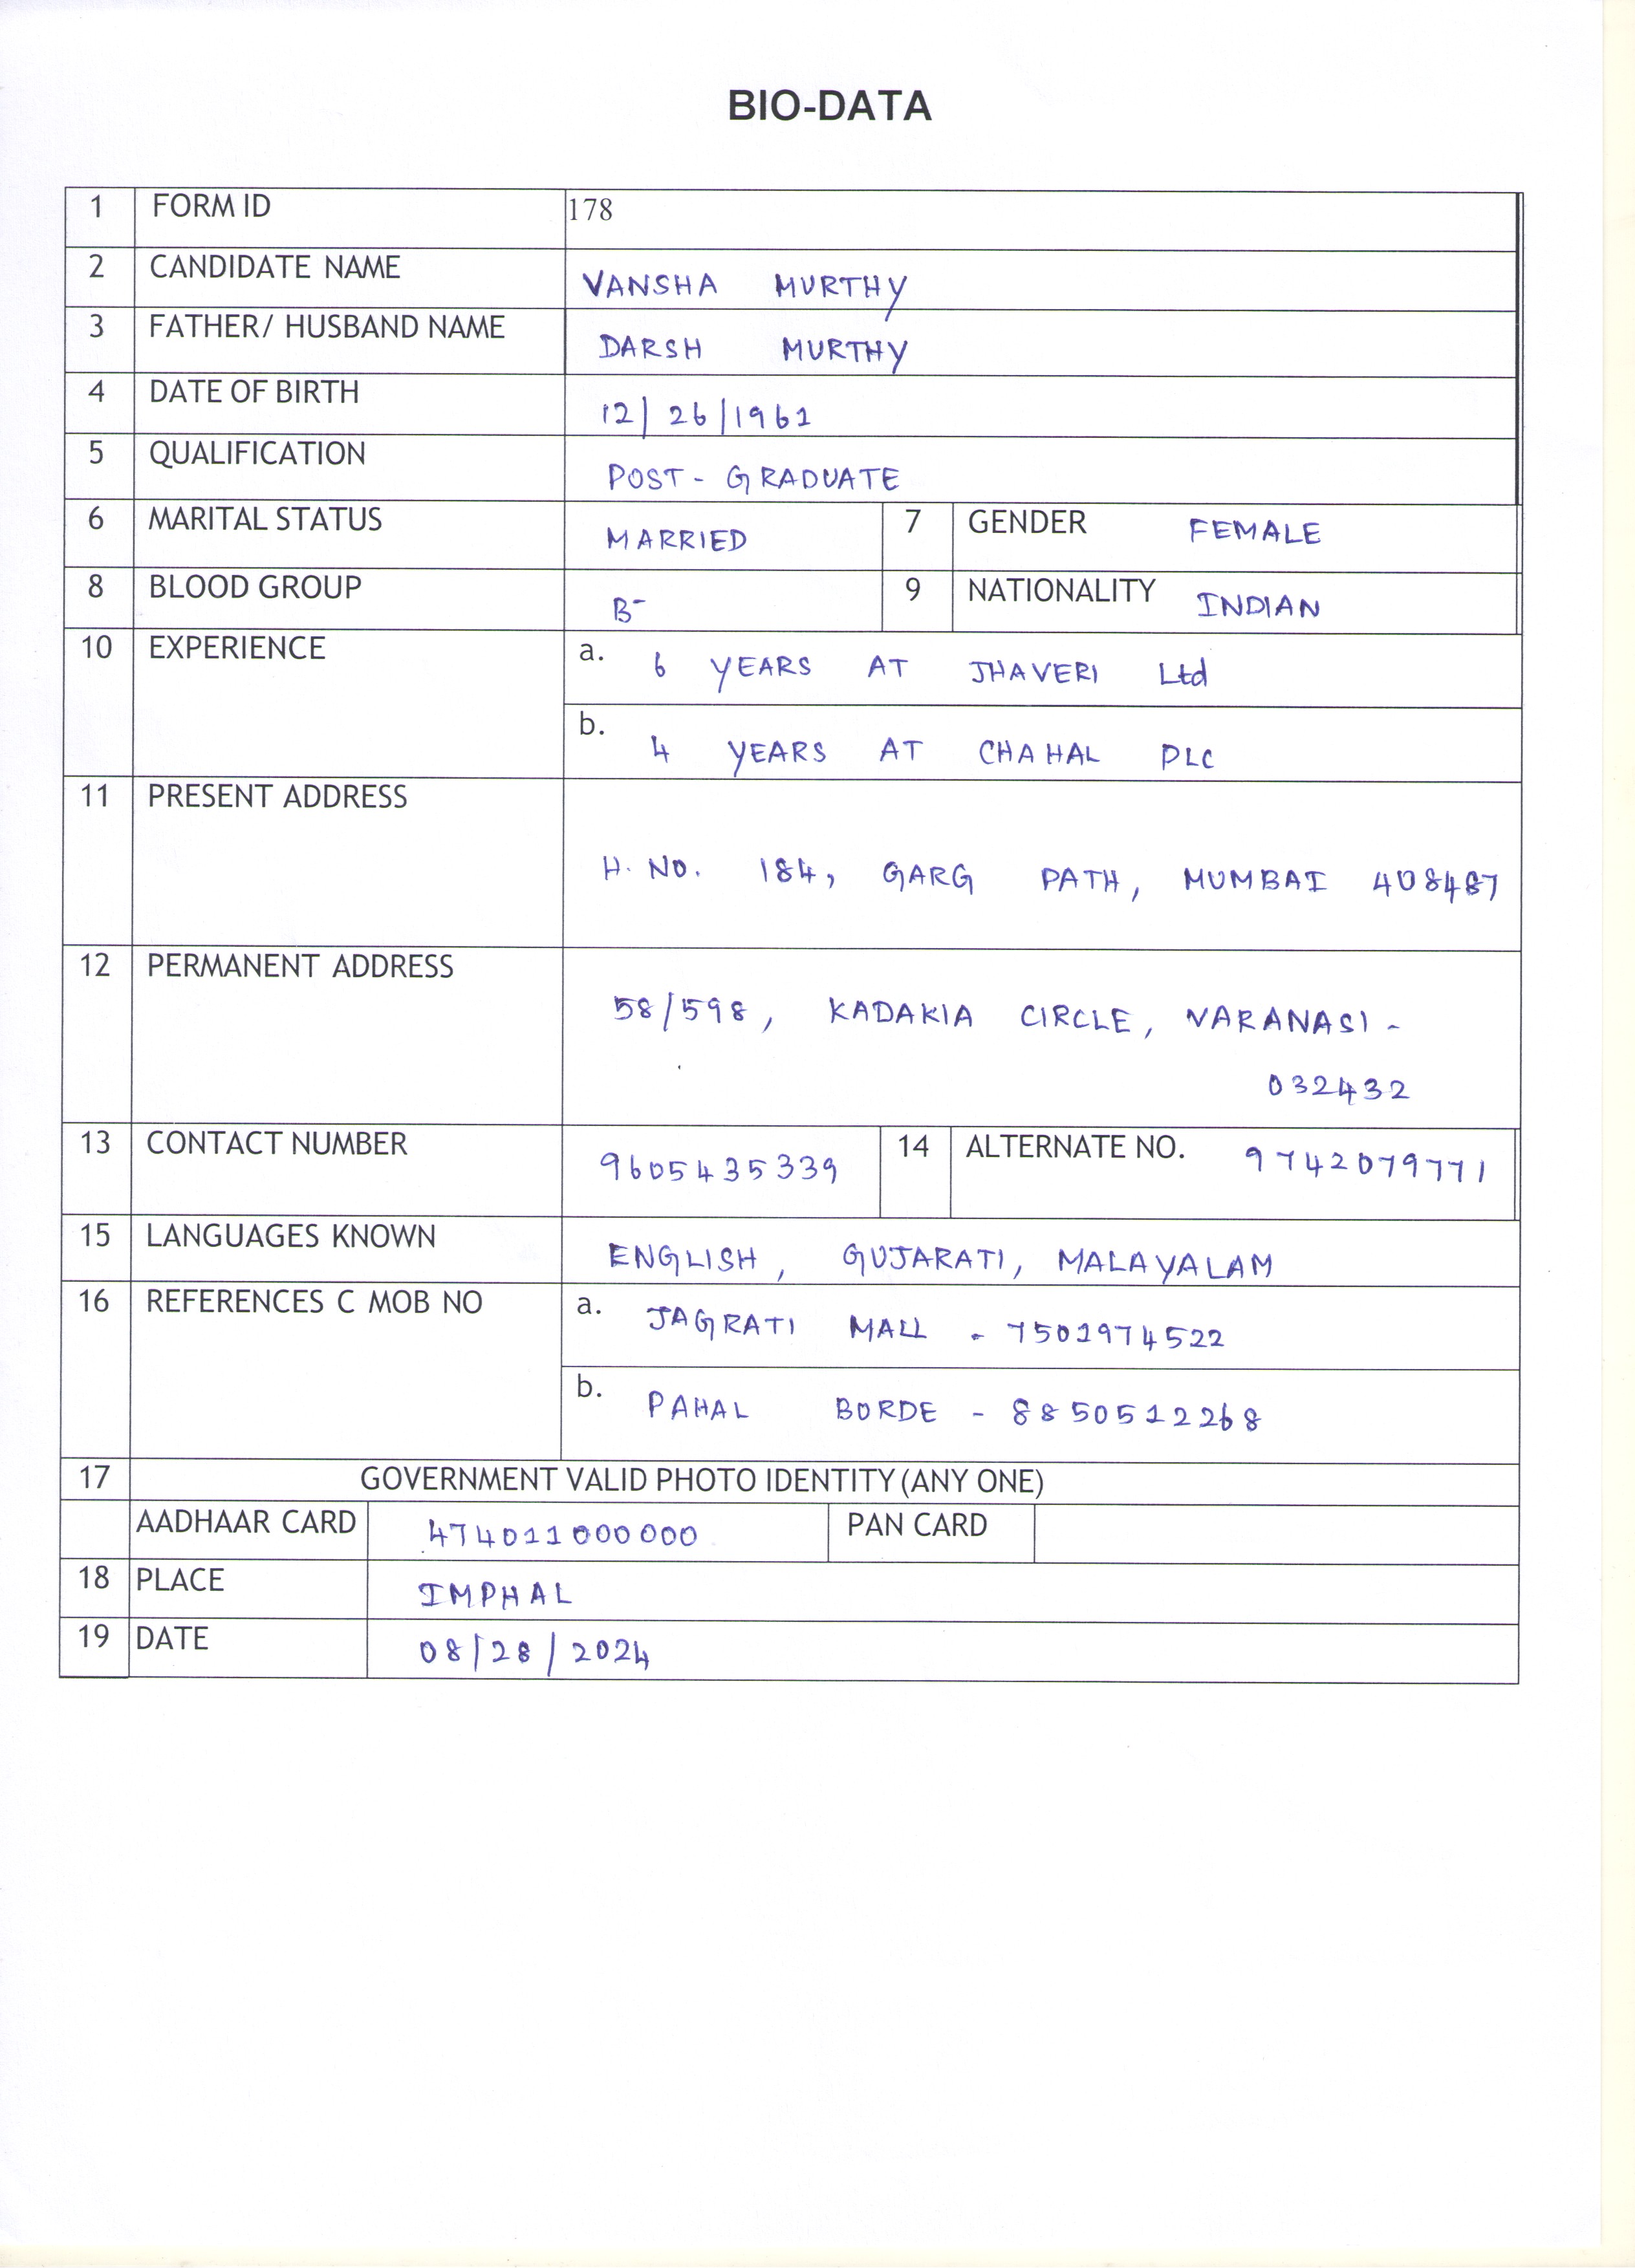 BIO-DATA
1 FORM ID 178
2 CANDIDATE NAME VANSHA MURTHY
3 FATHER/ HUSBAND NAME DARSH MURTHY
4 DATE OF BIRTH 12/26/1961
5 QUALIFICATION POST-GRADUATE
6 MARITAL STATUS MARRIED 7 GENDER FEMALE
8 BLOOD GROUP B- 9 NATIONALITY INDIAN
10 EXPERIENCE a. 6 YEARS AT JHAVERI Ltd
b. 4 YEARS AT CHAHAL PLC
11 PRESENT ADDRESS
H. NO. 184, GARG PATH, MUMBAI 408487
12 PERMANENT ADDRESS
58/598, KADAKIA CIRCLE, VARANASI -
032432
13 CONTACT NUMBER 9605435339 14 ALTERNATE NO. 9742079771
15 LANGUAGES KNOWN ENGLISH, GUJARATI, MALAYALAM
16 REFERENCES C MOB NO a. JAGRATI MALL - 7501974522
b. PAHAL BORDE - 8850512268
17 GOVERNMENT VALID PHOTO IDENTITY (ANY ONE)
AADHAAR CARD 474011000000 PAN CARD
18 PLACE IMPHAL
19 DATE 08/28/2024